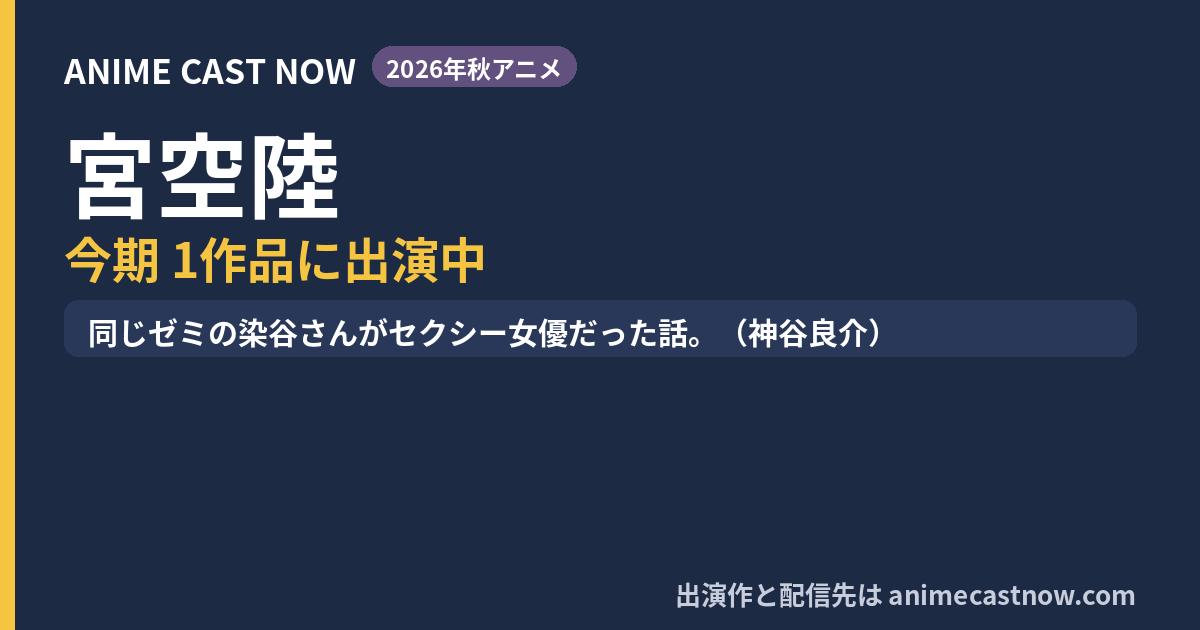 ANIME CAST NOW 2026年秋アニメ
宮空陸
今期 1作品に出演中
同じゼミの染谷さんがセクシー女優だった話。（神谷良介）
出演作と配信先は animecastnow.com